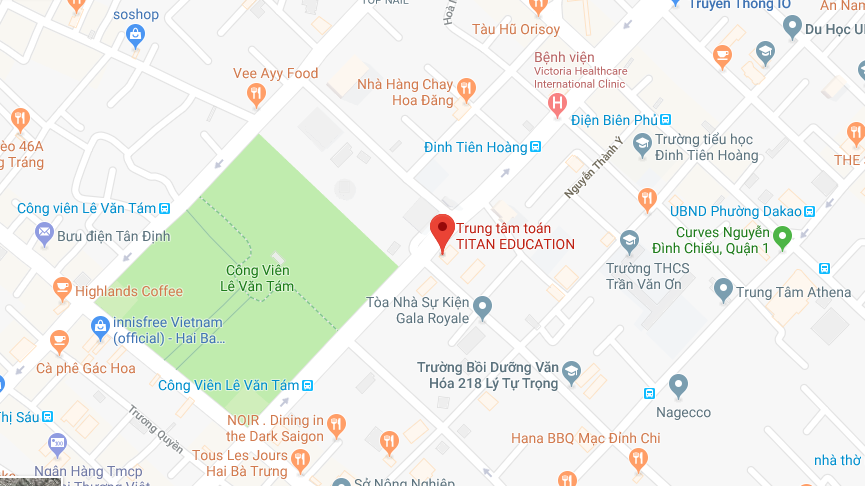 TOP NAIL
Truyền Thông IO
An Nam
soshop
Hoà
Tàu Hũ Orisoy
Du Học U
Bệnh viện
Victoria Healthcare
International Clinic
Vee Ayy Food
Nhà Hàng Chay
Hoa Đăng
Điện Biên Phủ
èo 46A
g Tráng
Đinh Tiên Hoàng
Trường tiểu học
Đinh Tiên Hoàng
THE S
Nguyễn Thành Ý
Công viên Lê Văn Tám
UBND Phường Dakao
Bưu điện Tân Định
Trung tâm toán
TITAN EDUCATION
Curves Nguyễn
Đình Chiểu, Quận 1
Công Viên
Lê Văn Tám
Trường THCS
Trần Văn Ơn
Highlands Coffee
Trung Tâm Athena
Tòa Nhà Sự Kiện
Gala Royale
innisfree Vietnam
(official) - Hai Ba...
Cà phê Gác Hoa
Trường Bồi Dưỡng Văn
Hóa 218 Lý Tự Trọng
Công Viên Lê Văn Tám
Thị Sáu
Trương Quyền
Nagecco
NOIR . Dining in
the Dark Saigon
Hana BBQ Mạc Đỉnh Chi
Tous Les Jours
Hai Bà Trưng
nhà thờ
Ngân Hàng Tmcp
Sở Nông Nghiệp